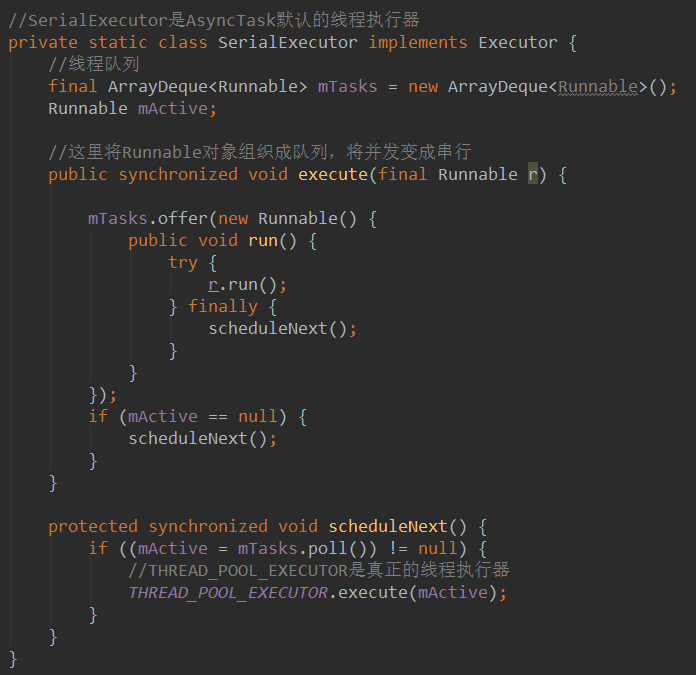 //SerialExecutor是AsyncTask默认的线程执行器
private static class SerialExecutor implements Executor {
    //线程队列
    final ArrayDeque<Runnable> mTasks = new ArrayDeque<Runnable>();
    Runnable mActive;

    //这里将Runnable对象组织成队列，将并发变成串行
    public synchronized void execute(final Runnable r) {

        mTasks.offer(new Runnable() {
            public void run() {
                try {
                    r.run();
                } finally {
                    scheduleNext();
                }
            }
        });
        if (mActive == null) {
            scheduleNext();
        }
    }

    protected synchronized void scheduleNext() {
        if ((mActive = mTasks.poll()) != null) {
            //THREAD_POOL_EXECUTOR是真正的线程执行器
            THREAD_POOL_EXECUTOR.execute(mActive);
        }
    }
}